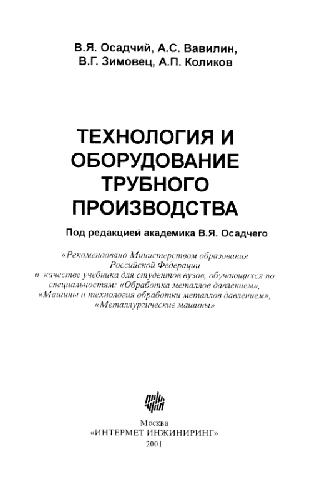 В.Я. Осадчий, А.С. Вавилин,
В.Г. Зимовец, А.П. Коликов
ТЕХНОЛОГИЯ И
ОБОРУДОВАНИЕ
ТРУБНОГО
ПРОИЗВОДСТВА
Под редакцией академика В.Я. Осадчего
«Рекомендовано Министерством образования
Российской Федерации
в качестве учебника для студентов вузов, обучающихся по
специальностям: «Обработка металлов давлением»,
«Машины и технология обработки металлов давлением»,
«Металлургические машины»
Москва
«ИНТЕРМЕТ ИНЖИНИРИНГ»
2001